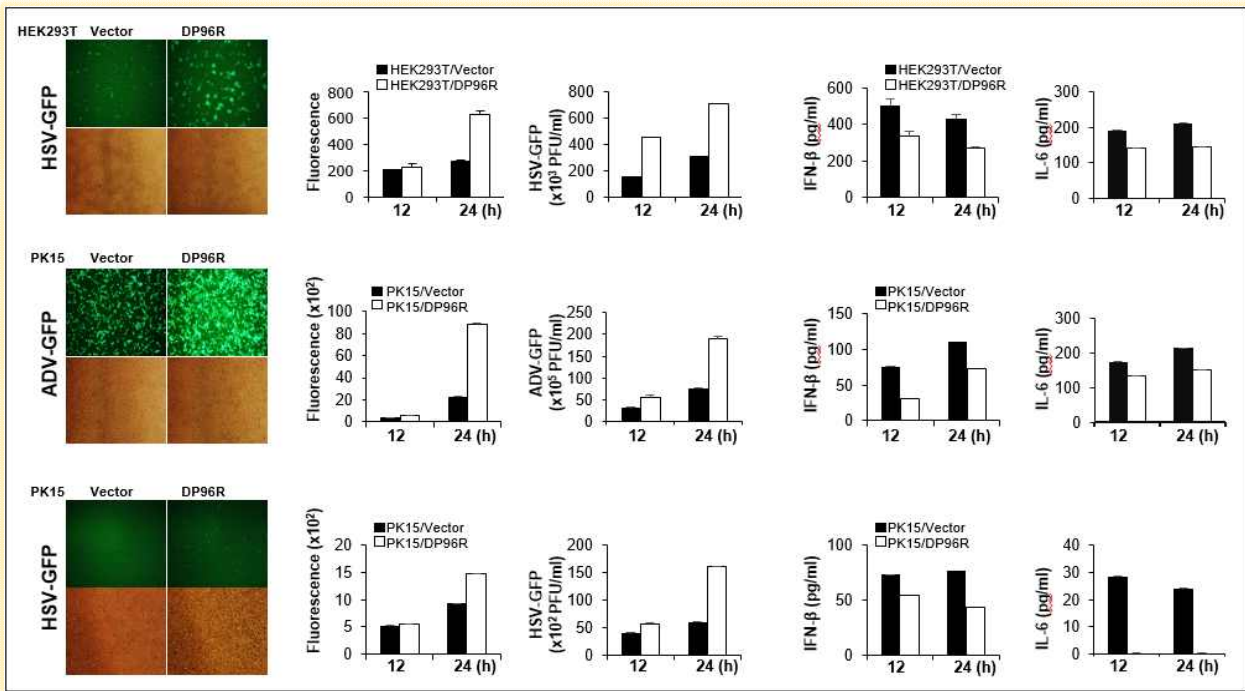 HEK293T Vector DP96R
HSV-GFP
HEK293T/Vector
HEK293T/DP96R
Fluorescence
800
600
400
200
0
12 24 (h)
HSV-GFP
(x10³ PFU/ml)
800
600
400
200
0
12 24 (h)
HEK293T/Vector
HEK293T/DP96R
IFN-β (pg/ml)
600
400
200
0
12 24 (h)
IL-6 (pg/ml)
300
200
100
0
12 24 (h)
PK15 Vector DP96R
ADV-GFP
PK15/Vector
PK15/DP96R
Fluorescence (x10²)
100
80
60
40
20
0
12 24 (h)
ADV-GFP
(x10⁵ PFU/ml)
250
200
150
100
50
0
12 24 (h)
PK15/Vector
PK15/DP96R
IFN-β (pg/ml)
150
100
50
0
12 24 (h)
IL-6 (pg/ml)
300
200
100
0
12 24 (h)
PK15 Vector DP96R
HSV-GFP
PK15/Vector
PK15/DP96R
Fluorescence (x10²)
20
15
10
5
0
12 24 (h)
HSV-GFP
(x10² PFU/ml)
200
150
100
50
0
12 24 (h)
PK15/Vector
PK15/DP96R
IFN-β (pg/ml)
100
50
0
12 24 (h)
IL-6 (pg/ml)
40
30
20
10
0
12 24 (h)